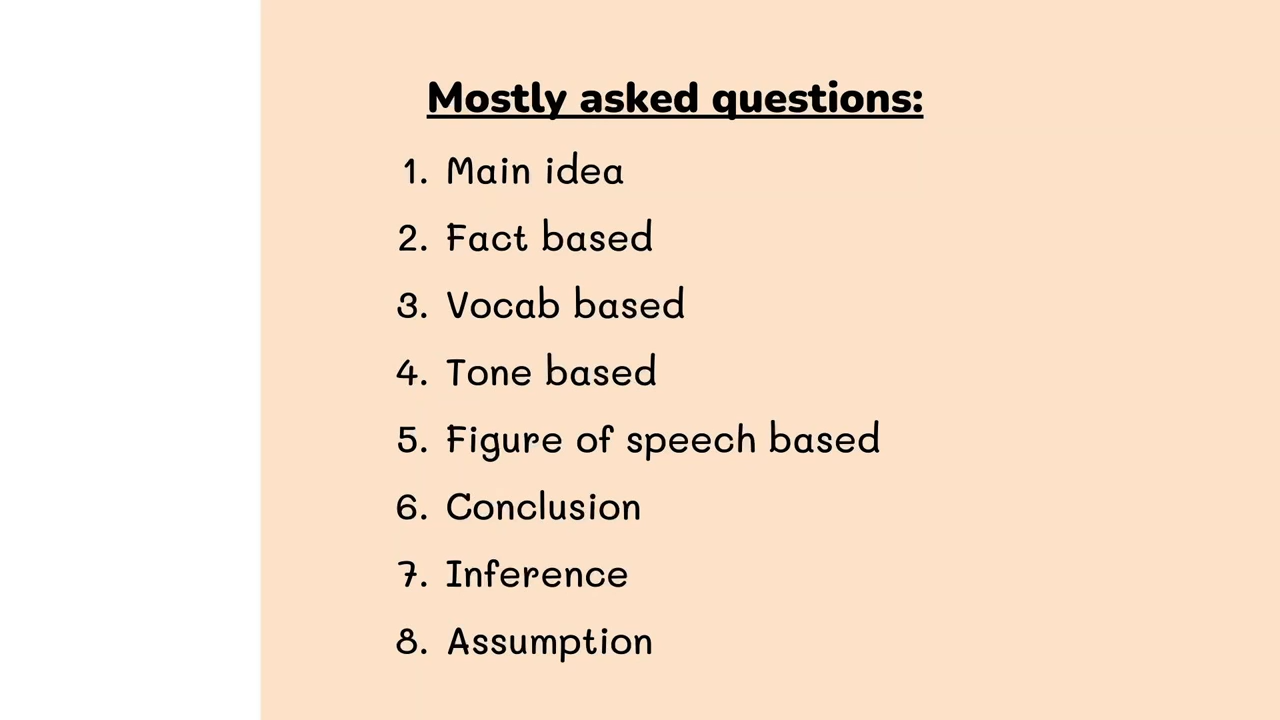 Mostly asked questions:
1. Main idea
2. Fact based
3. Vocab based
4. Tone based
5. Figure of speech based
6. Conclusion
7. Inference
8. Assumption